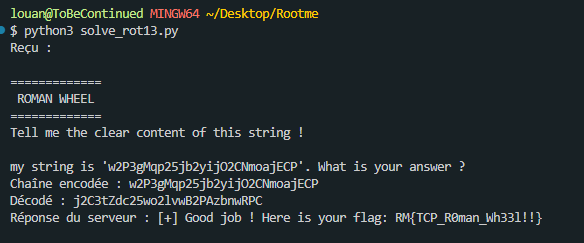 louan@ToBeContinued MINGW64 ~/Desktop/Rootme
$ python3 solve_rot13.py
Reçu :
=============
ROMAN WHEEL
=============
Tell me the clear content of this string !
my string is 'w2P3gMqp25jb2yijO2CNmoajECP'. What is your answer ?
Chaîne encodée : w2P3gMqp25jb2yijO2CNmoajECP
Décodé : j2C3tZdc25wo2lvwB2PAzbnwRPC
Réponse du serveur : [+] Good job ! Here is your flag: RM{TCP_R0man_Wh33l!!}